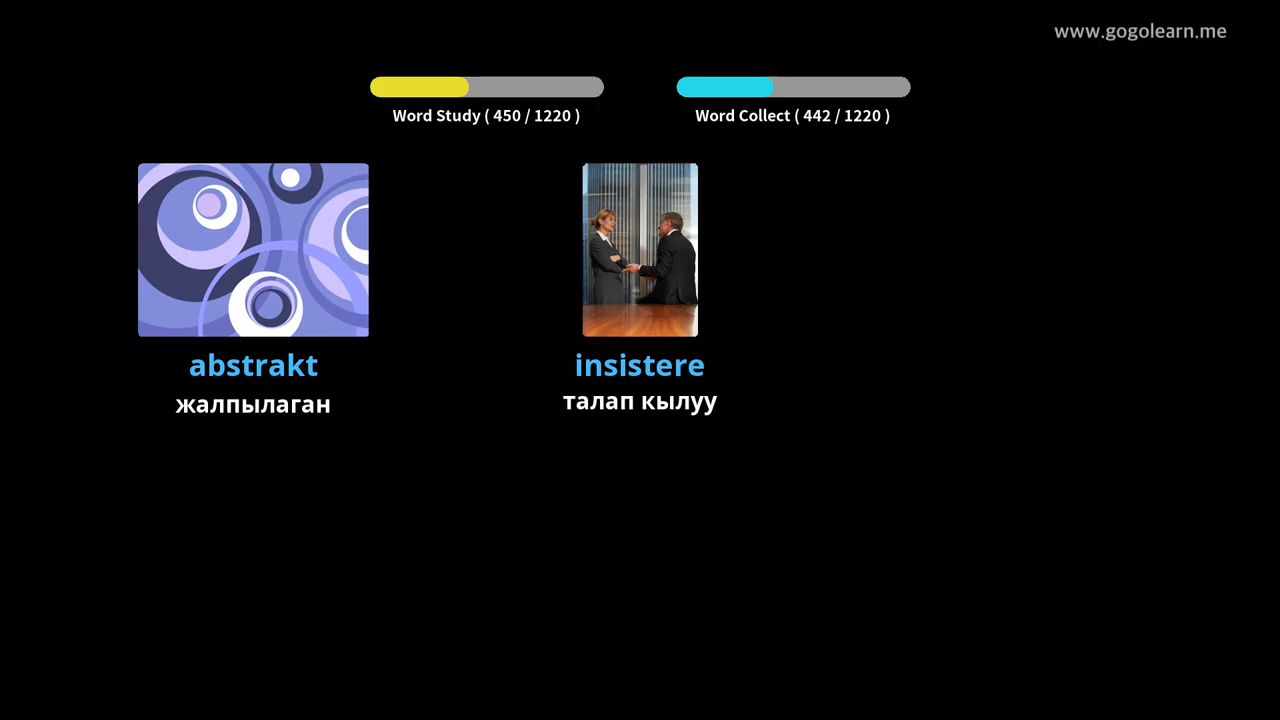 www.gogolearn.me
Word Study ( 450 / 1220 )
Word Collect ( 442 / 1220 )
abstrakt
жалпылаган
insistere
талап кылуу